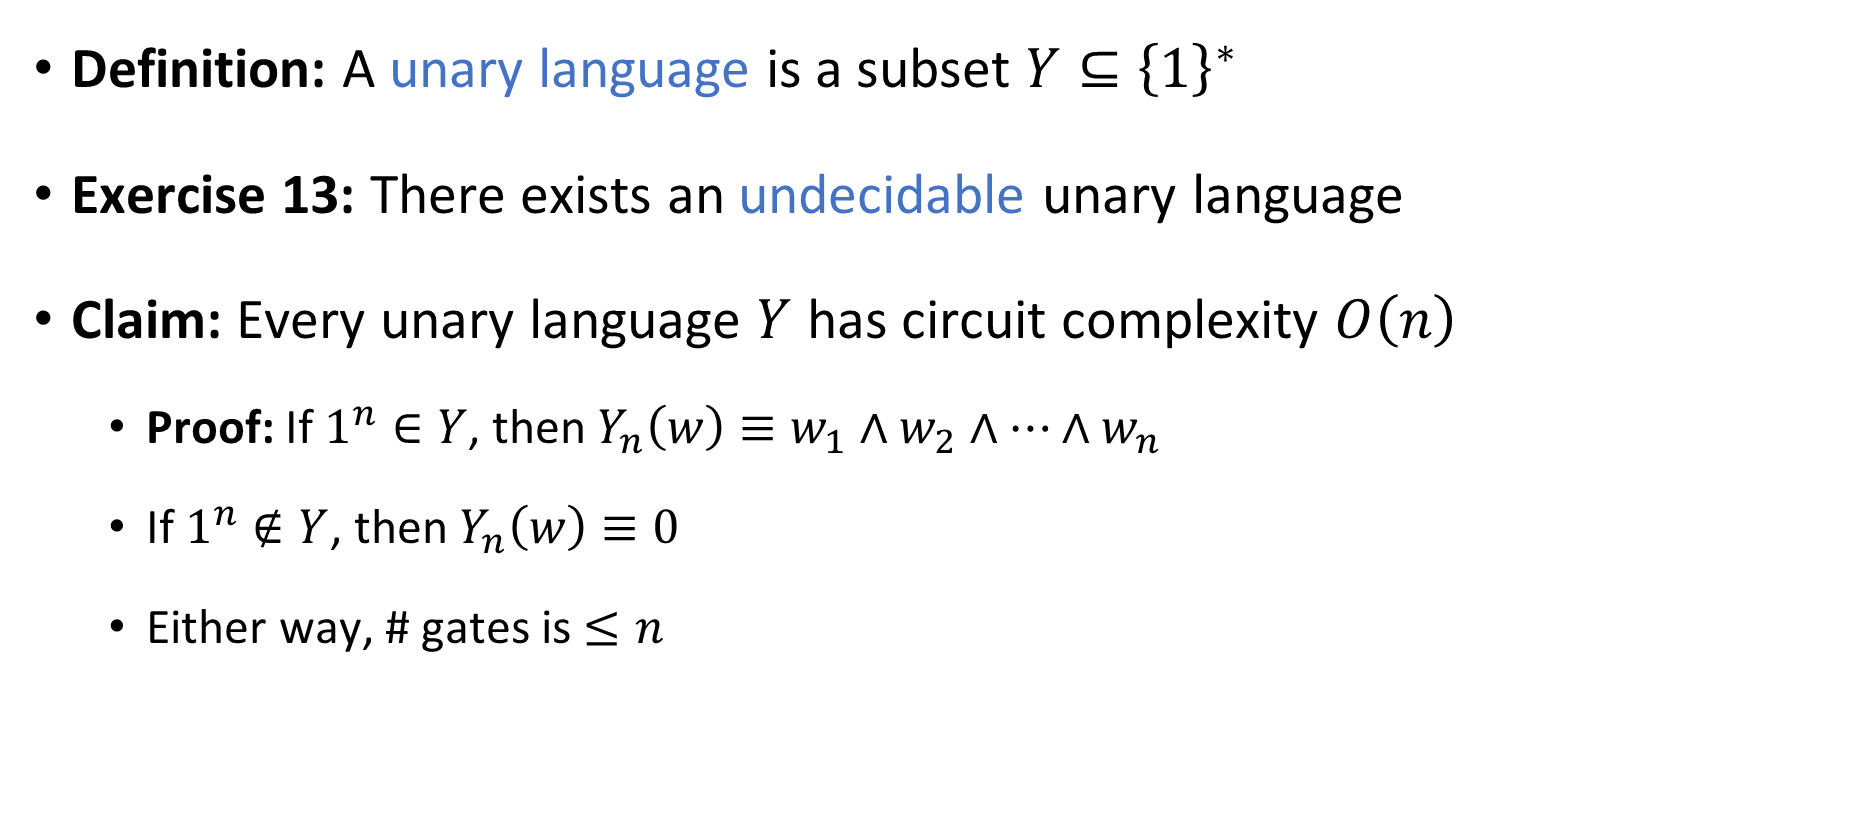 • Definition: A unary language is a subset 𝑌 ⊆ {1}*
• Exercise 13: There exists an undecidable unary language
• Claim: Every unary language 𝑌 has circuit complexity 𝑂(𝑛)
• Proof: If 1ⁿ ∈ 𝑌, then 𝑌ₙ(𝑤) ≡ 𝑤₁ ∧ 𝑤₂ ∧ ⋯ ∧ 𝑤ₙ
• If 1ⁿ ∉ 𝑌, then 𝑌ₙ(𝑤) ≡ 0
• Either way, # gates is ≤ 𝑛